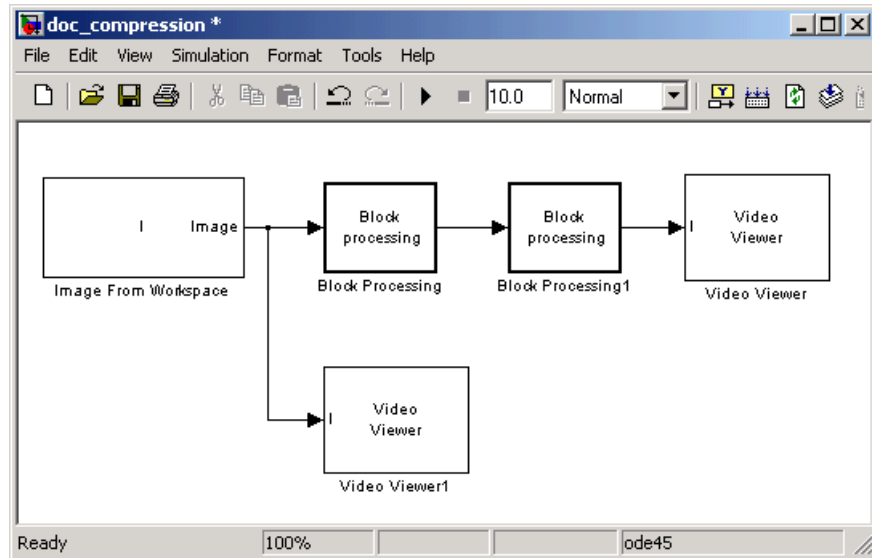 doc_compression *
File Edit View Simulation Format Tools Help
10.0 Normal
I Image
Image From Workspace
Block
processing
Block Processing
Block
processing
Block Processing1
I Video
Viewer
Video Viewer
I Video
Viewer
Video Viewer1
Ready 100% ode45